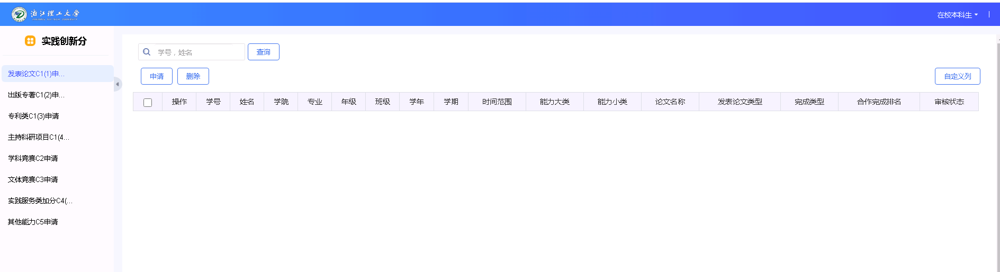 浙江理工大学
ZHEJIANG SCI-TECH UNIVERSITY
在校本科生
实践创新分
发表论文C1(1)申...
出版专著C1(2)申...
专利类C1(3)申请
主持科研项目C1(4...
学科竞赛C2申请
文体竞赛C3申请
实践服务类加分C4(...
其他能力C5申请
学号，姓名 查询
申请 删除 自定义列
操作 学号 姓名 学院 专业 年级 班级 学年 学期 时间范围 能力大类 能力小类 论文名称 发表论文类型 完成类型 合作完成排名 审核状态